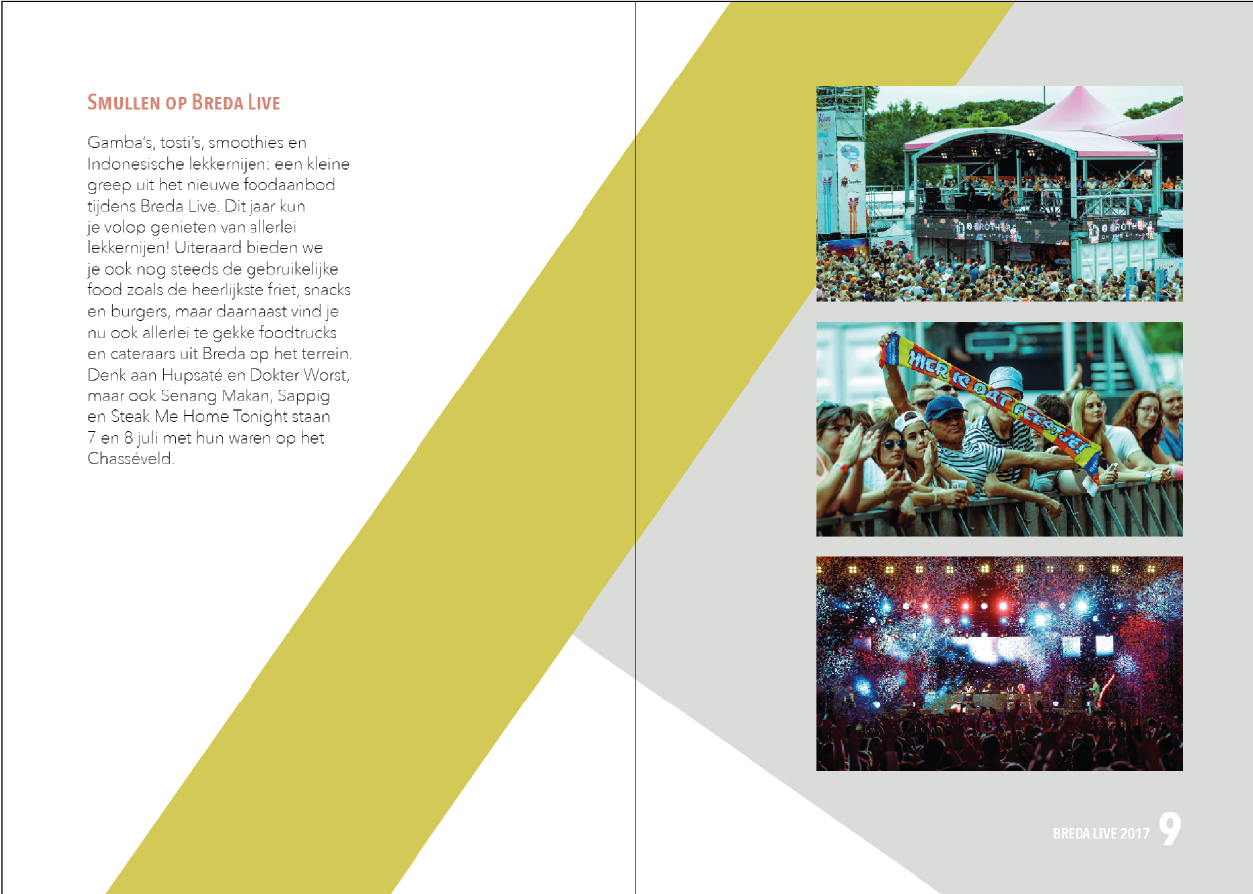 Smullen op Breda Live
Gamba's, tosti's, smoothies en
Indonesische lekkernijen: een kleine
greep uit het nieuwe foodaanbod
tijdens Breda Live. Dit jaar kun
je volop genieten van allerlei
lekkernijen! Uiteraard bieden we
je ook nog steeds de gebruikelijke
food zoals de heerlijkste friet, snacks
en burgers, maar daarnaast vind je
nu ook allerlei te gekke foodtrucks
en cateraars uit Breda op het terrein.
Denk aan Hupsaté en Dokter Worst,
maar ook Senang Makan, Sappig
en Steak Me Home Tonight staan
7 en 8 juli met hun waren op het
Chasséveld.
BROTHERS
BROTHERS
HIER IS DAT FEESTJE!
BREDA LIVE 2017 9